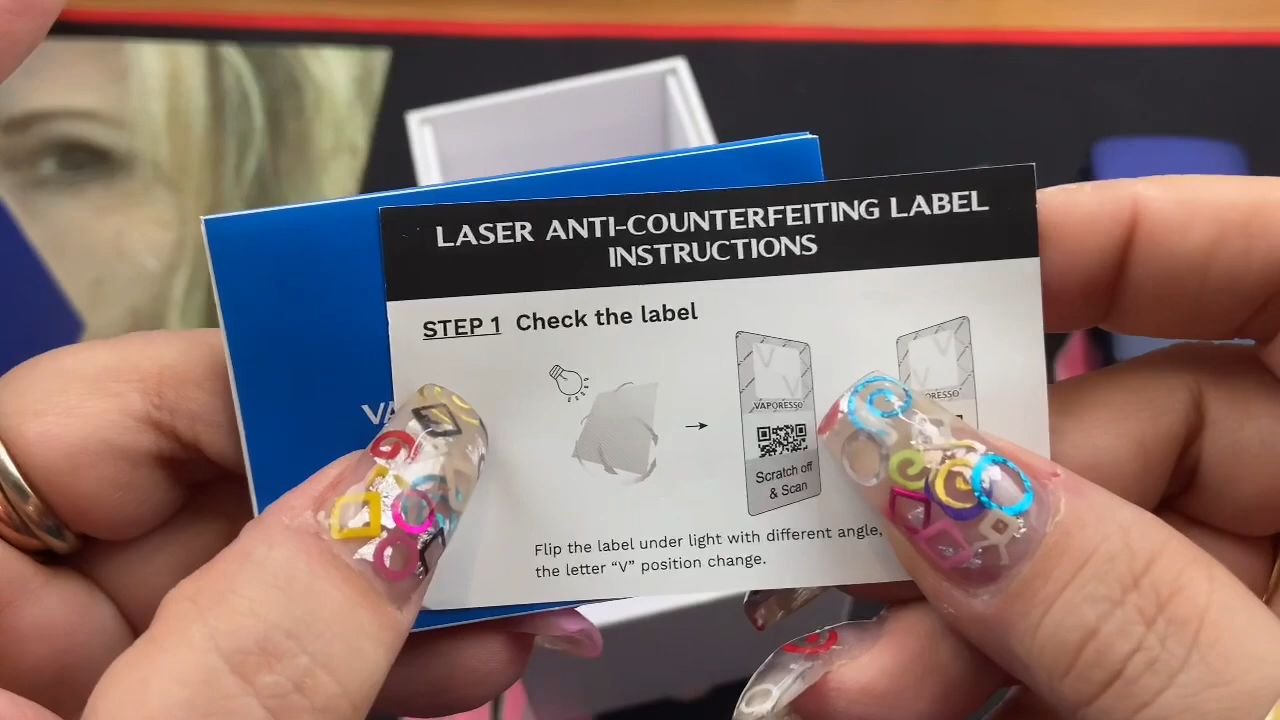 LASER ANTI-COUNTERFEITING LABEL
INSTRUCTIONS
STEP 1 Check the label
VAPORESSO
Scratch off
& Scan
Flip the label under light with different angle,
the letter “V” position change.